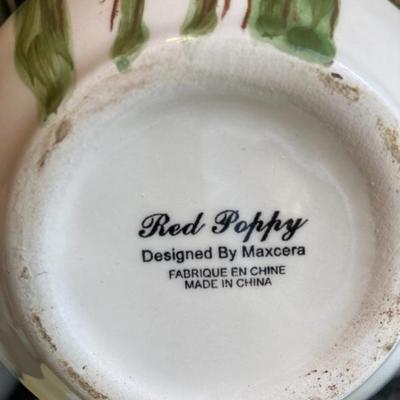 Red Poppy
Designed By Maxcera
FABRIQUE EN CHINE
MADE IN CHINA